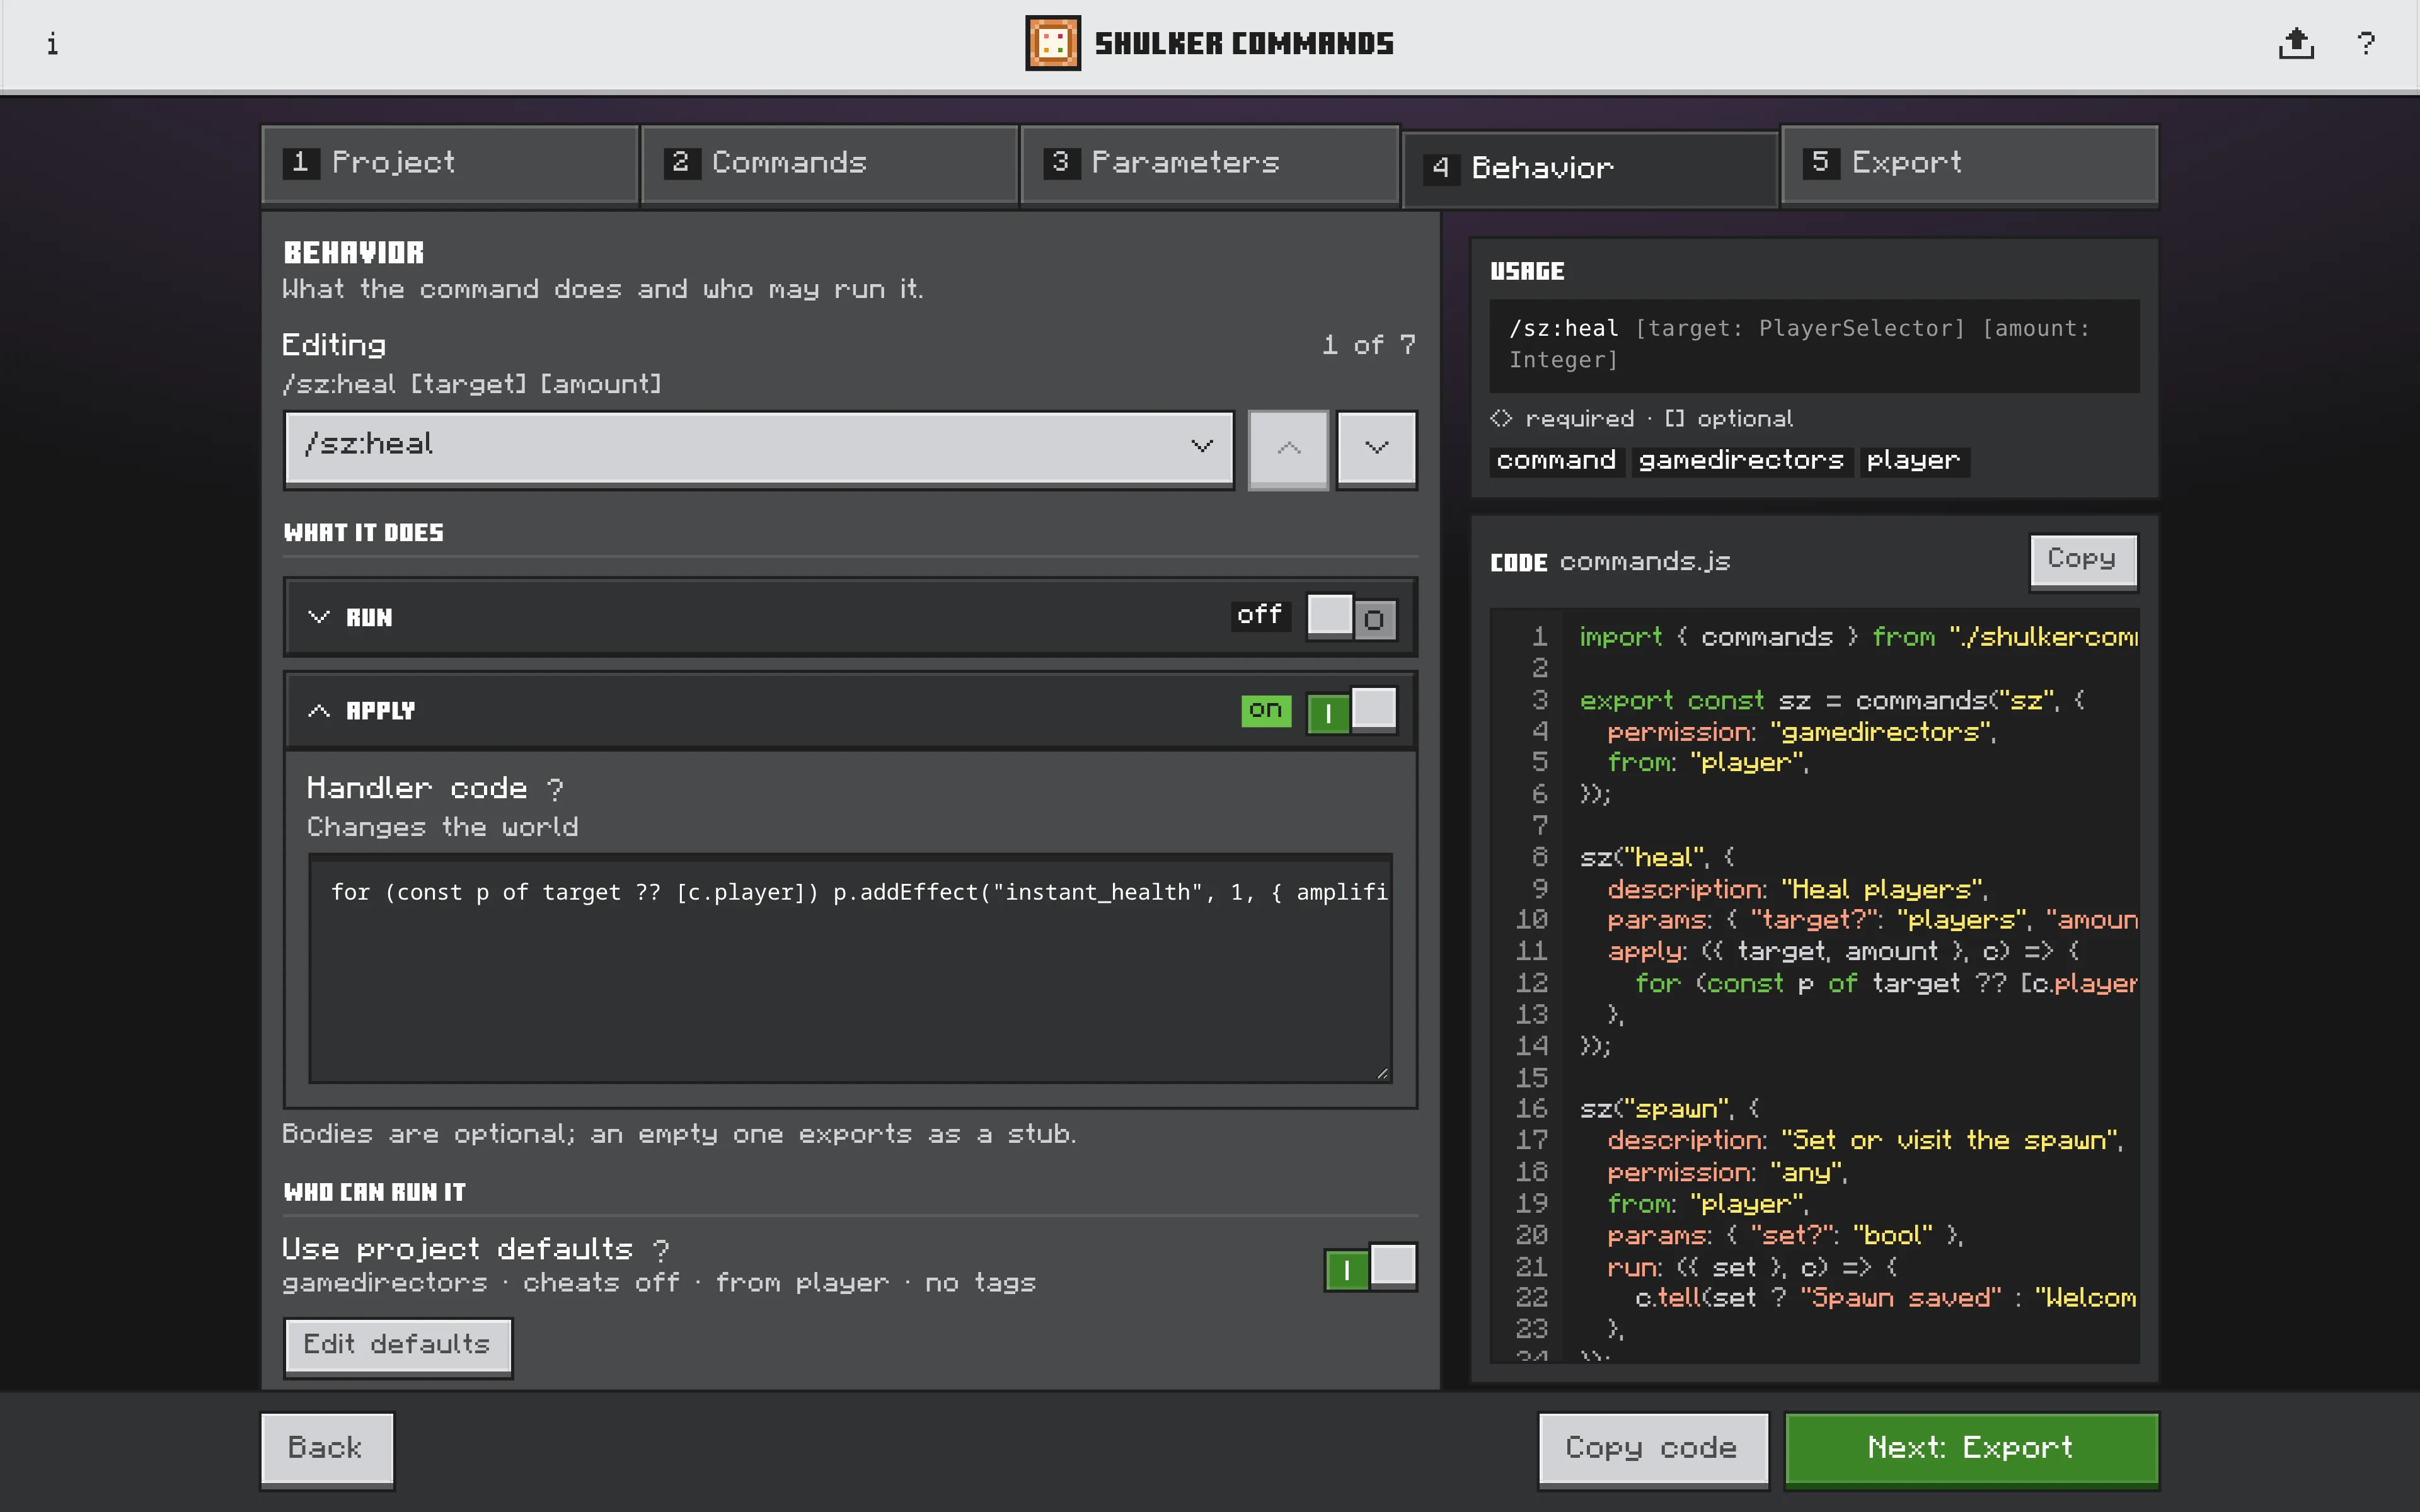 i
SHULKER COMMANDS
?
1 Project
2 Commands
3 Parameters
4 Behavior
5 Export
BEHAVIOR
What the command does and who may run it.
Editing
1 of 7
/sz:heal [target] [amount]
/sz:heal
WHAT IT DOES
RUN
off
APPLY
on
Handler code ?
Changes the world
for (const p of target ?? [c.player]) p.addEffect("instant_health", 1, { amplifi
Bodies are optional; an empty one exports as a stub.
WHO CAN RUN IT
Use project defaults ?
gamedirectors · cheats off · from player · no tags
Edit defaults
USAGE
/sz:heal [target: PlayerSelector] [amount:
Integer]
<> required · [] optional
command gamedirectors player
CODE commands.js
Copy
1 import { commands } from "./shulkercom
2
3 export const sz = commands("sz", {
4 permission: "gamedirectors",
5 from: "player",
6 });
7
8 sz("heal", {
9 description: "Heal players",
10 params: { "target?": "players", "amoun
11 apply: ({ target, amount }, c) => {
12 for (const p of target ?? [c.player
13 },
14 });
15
16 sz("spawn", {
17 description: "Set or visit the spawn",
18 permission: "any",
19 from: "player",
20 params: { "set?": "bool" },
21 run: ({ set }, c) => {
22 c.tell(set ? "Spawn saved" : "Welcom
23 },
24 });
Back
Copy code
Next: Export